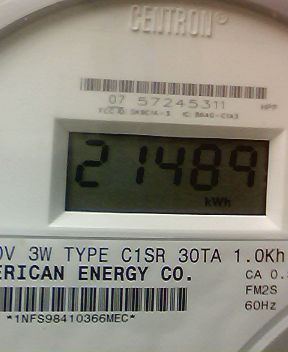 CENTRON®
07 57245311
HPP
21489
kWh
0V 3W TYPE C1SR 30TA 1.0Kh
ERICAN ENERGY CO.
CA 0.
FM2S
60Hz
*1NFS98410366MEC*